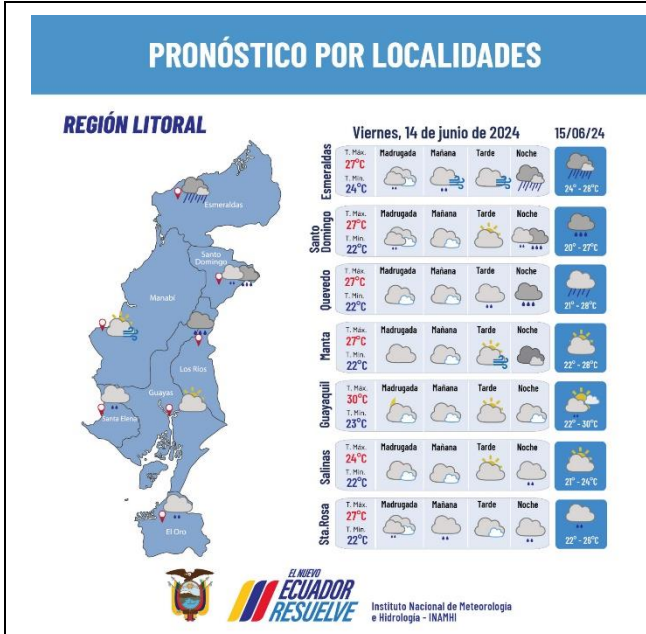 PRONÓSTICO POR LOCALIDADES
REGIÓN LITORAL
Esmeraldas
Santo
Domingo
Manabí
Los Ríos
Guayas
Santa Elena
El Oro
Viernes, 14 de junio de 2024
15/06/24
Esmeraldas
T. Máx.
27°C
T. Mín.
24°C
Madrugada
Mañana
Tarde
Noche
24° - 28°C
Santo
Domingo
T. Máx.
27°C
T. Mín.
22°C
Madrugada
Mañana
Tarde
Noche
20° - 27°C
Quevedo
T. Máx.
27°C
T. Mín.
22°C
Madrugada
Mañana
Tarde
Noche
21° - 28°C
Manta
T. Máx.
27°C
T. Mín.
22°C
Madrugada
Mañana
Tarde
Noche
22° - 28°C
Guayaquil
T. Máx.
30°C
T. Mín.
23°C
Madrugada
Mañana
Tarde
Noche
22° - 30°C
Salinas
T. Máx.
24°C
T. Mín.
22°C
Madrugada
Mañana
Tarde
Noche
21° - 24°C
Sta.Rosa
T. Máx.
27°C
T. Mín.
22°C
Madrugada
Mañana
Tarde
Noche
22° - 26°C
EL NUEVO
ECUADOR
RESUELVE
Instituto Nacional de Meteorología
e Hidrología - INAMHI